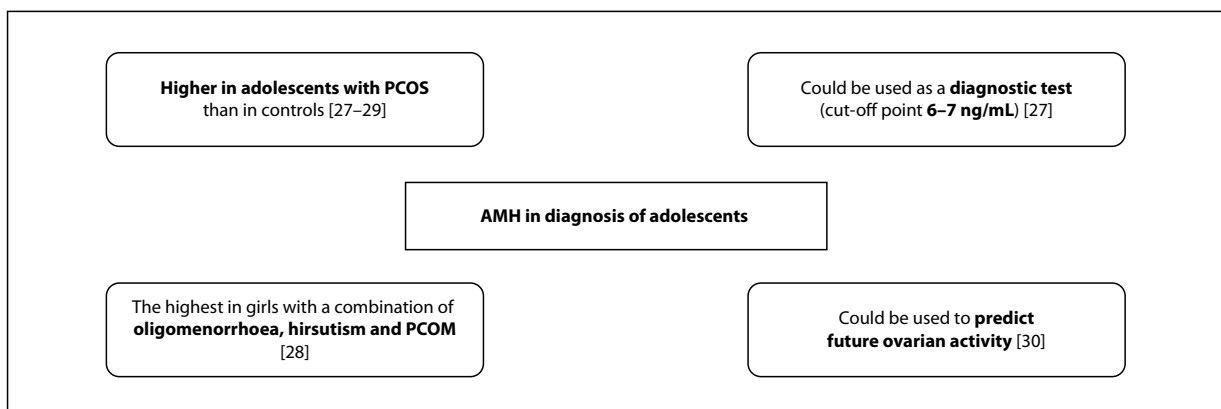 Higher in adolescents with PCOS
than in controls [27–29]
Could be used as a diagnostic test
(cut-off point 6–7 ng/mL) [27]
AMH in diagnosis of adolescents
The highest in girls with a combination of
oligomenorrhoea, hirsutism and PCOM
[28]
Could be used to predict
future ovarian activity [30]